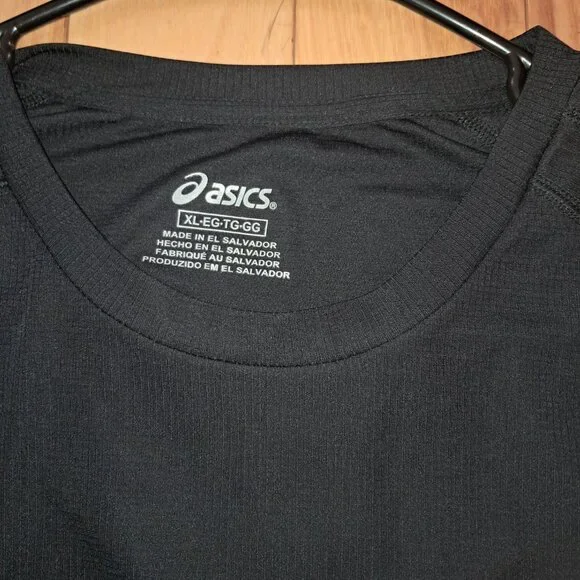 asics®
XL·EG·TG·GG
MADE IN EL SALVADOR
HECHO EN EL SALVADOR
FABRIQUÉ AU SALVADOR
PRODUZIDO EM EL SALVADOR